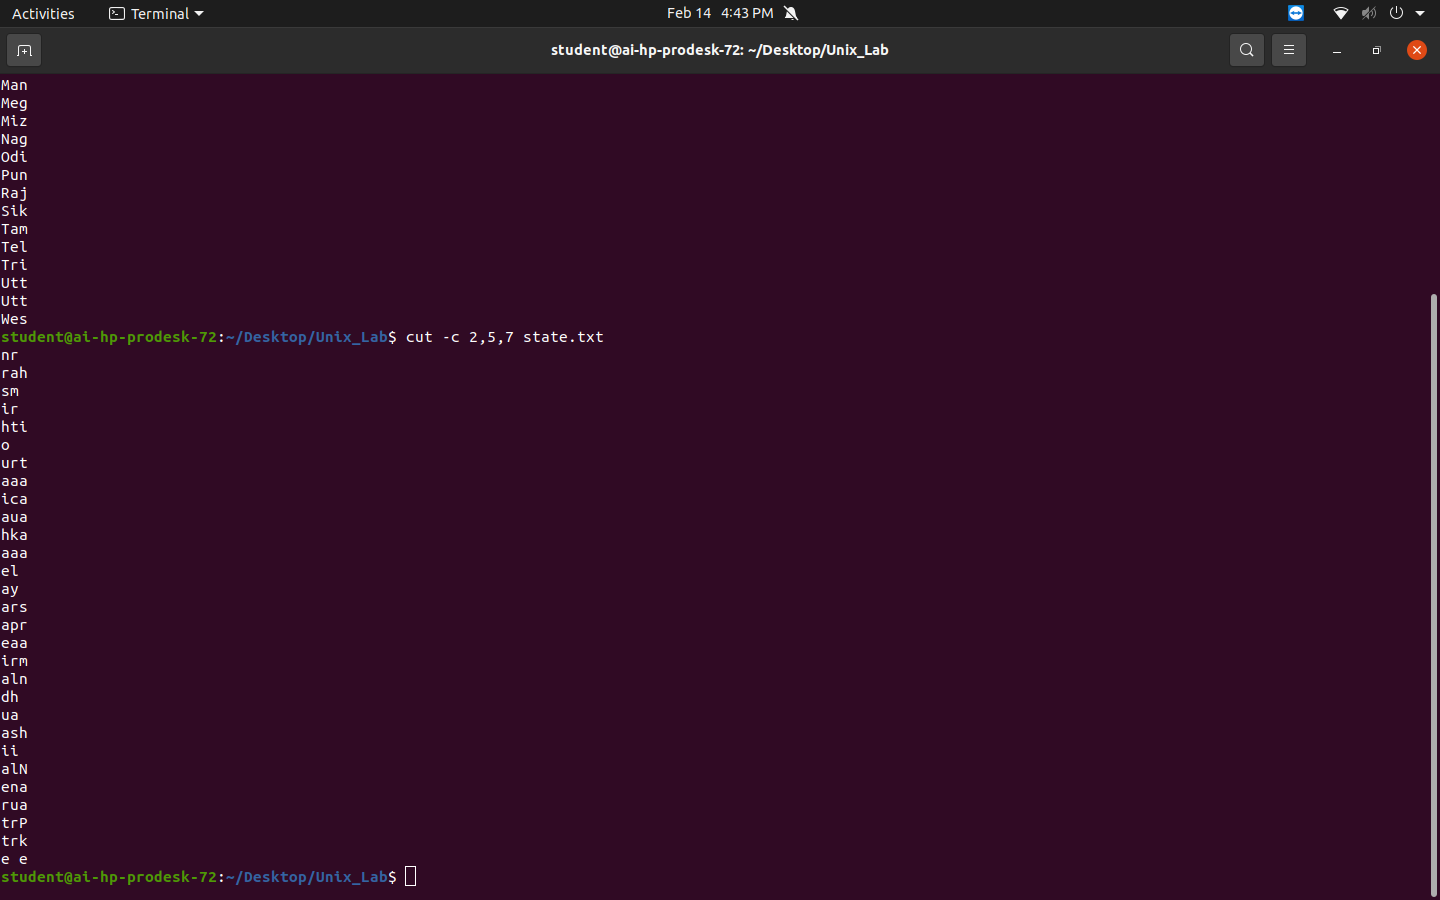 Activities Terminal Feb 14 4:43 PM
student@ai-hp-prodesk-72: ~/Desktop/Unix_Lab
Man
Meg
Miz
Nag
Odi
Pun
Raj
Sik
Tam
Tel
Tri
Utt
Utt
Wes
student@ai-hp-prodesk-72:~/Desktop/Unix_Lab$ cut -c 2,5,7 state.txt
nr
rah
sm
ir
hti
o
urt
aaa
ica
aua
hka
aaa
el
ay
ars
apr
eaa
irm
aln
dh
ua
ash
ii
alN
ena
rua
trP
trk
e e
student@ai-hp-prodesk-72:~/Desktop/Unix_Lab$